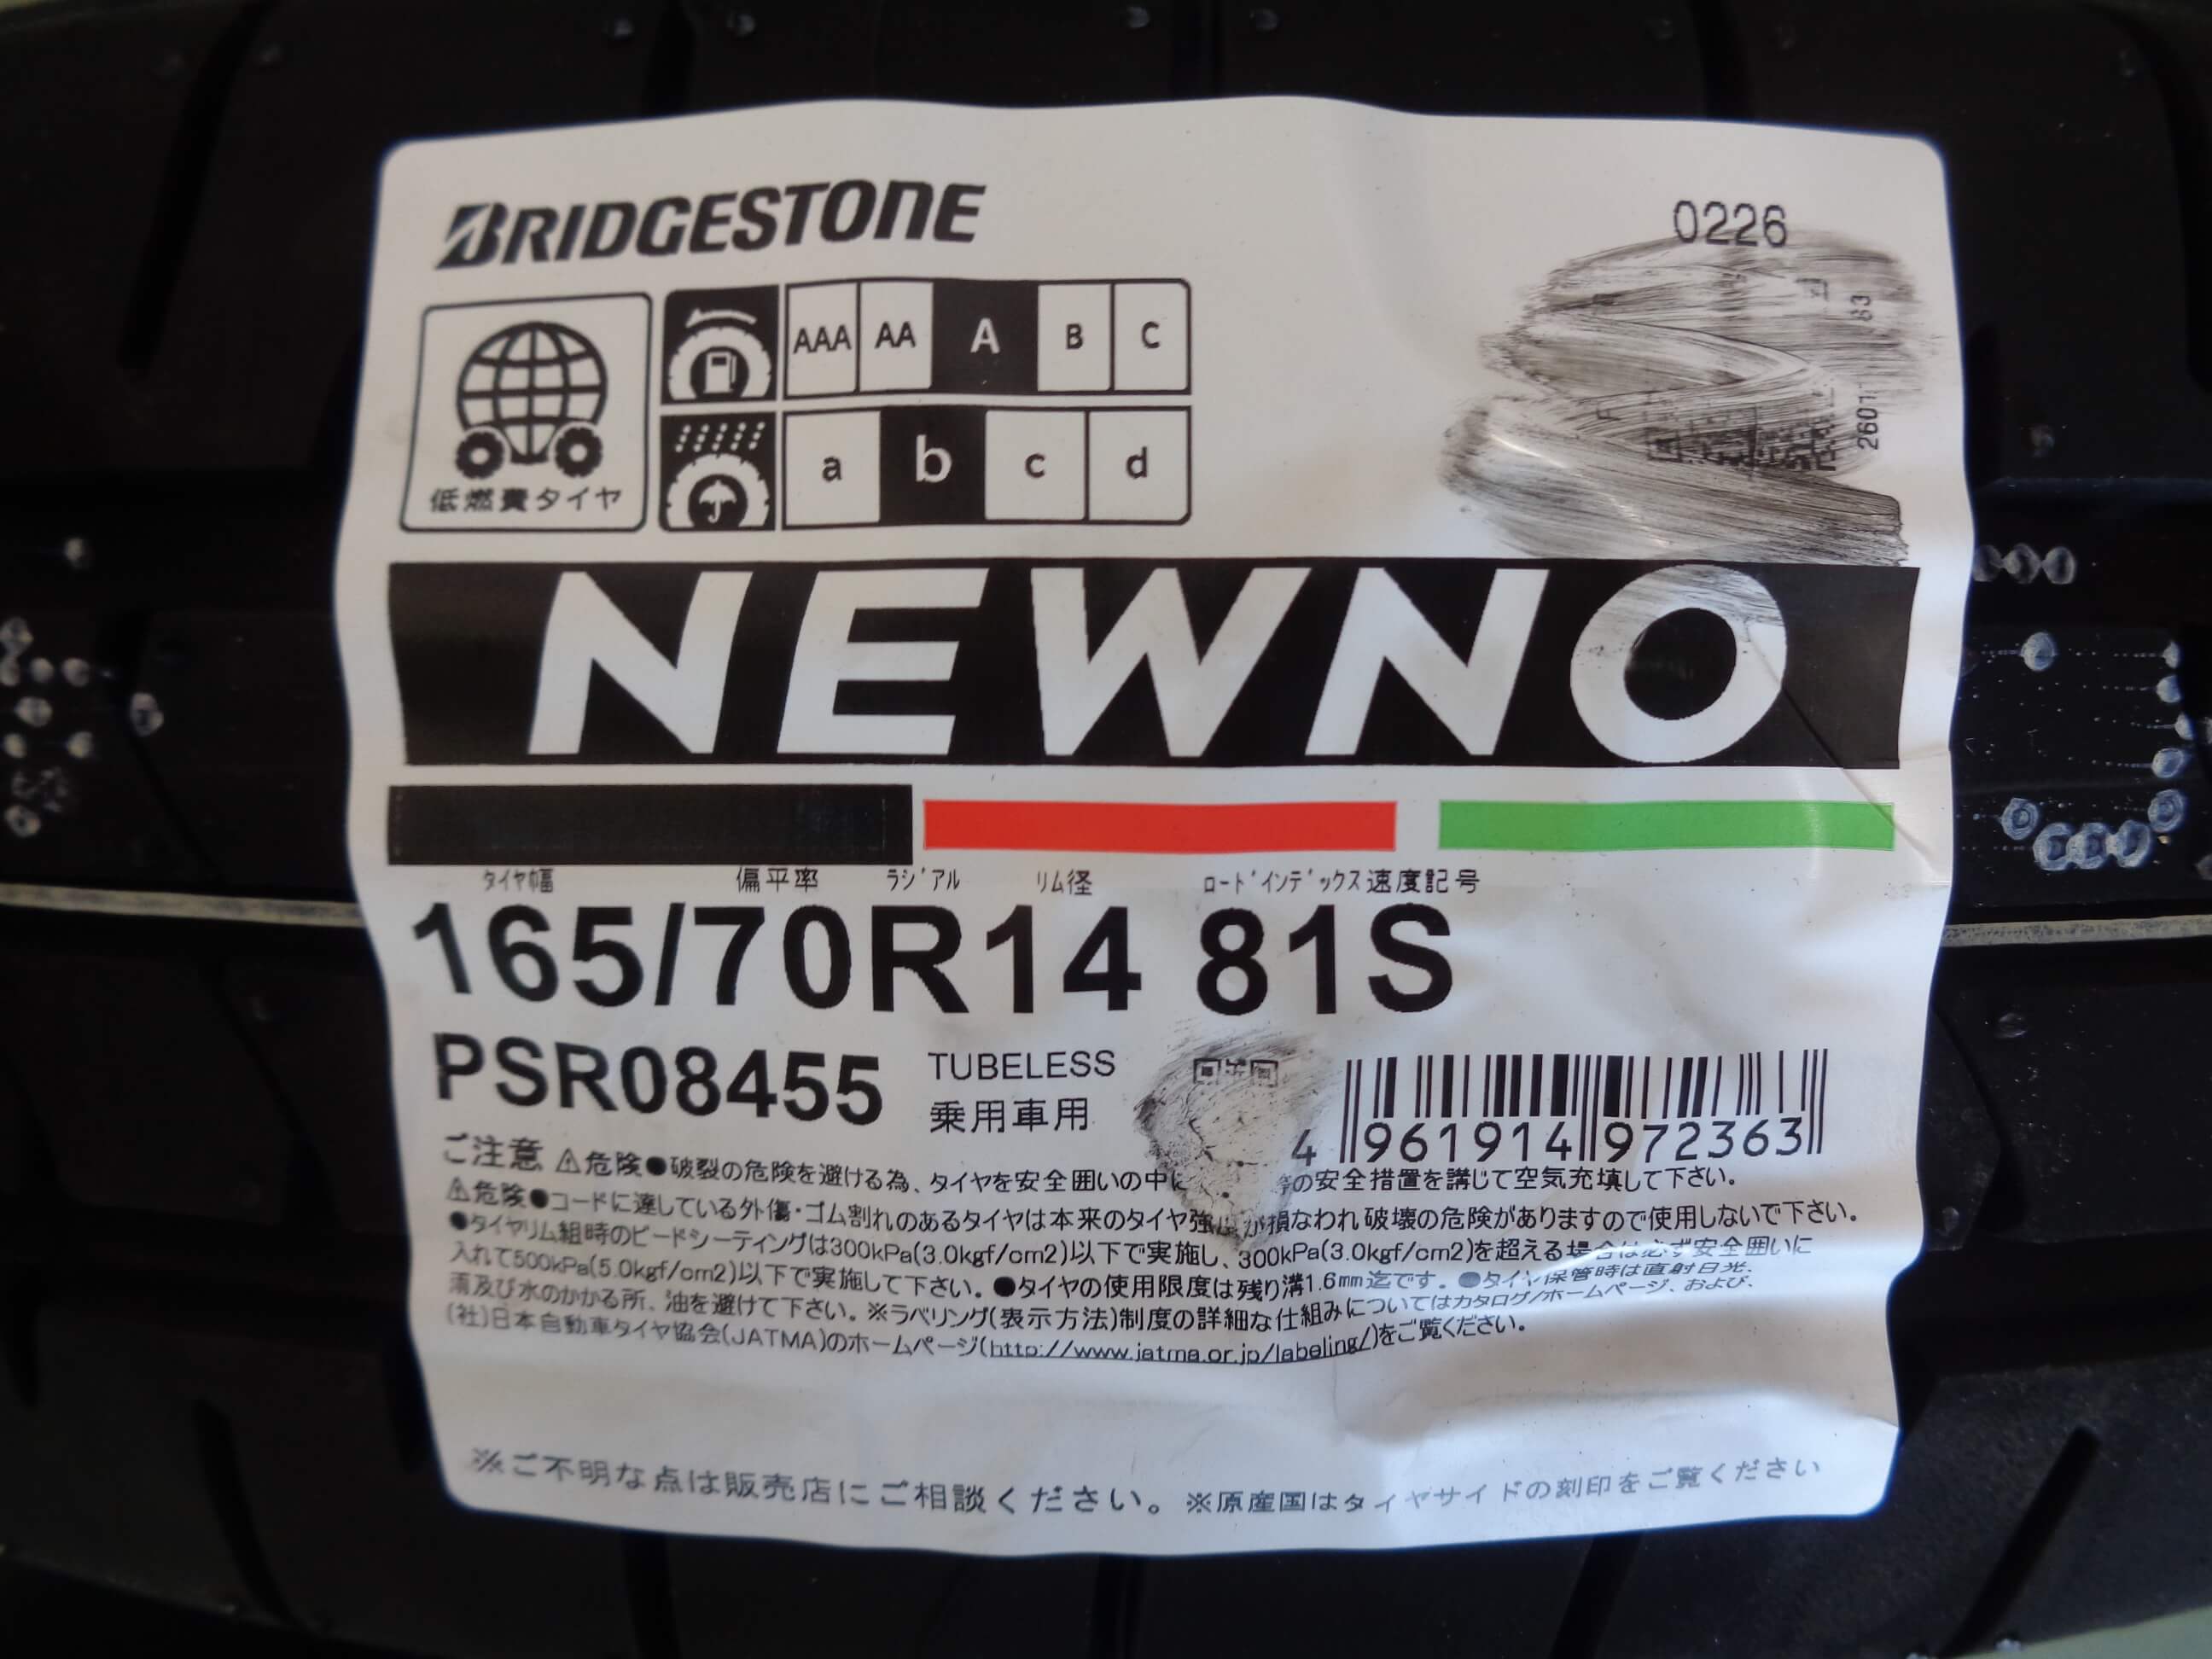 BRIDGESTONE
0226
低燃費タイヤ
AAA AA A B C
a b c d
63
2601
NEWNO
タイヤ巾畐 偏平率 ラジアル リム径 ロードインデックス 速度記号
165/70R14 81S
PSR08455 TUBELESS
乗用車用
4 961914 972363
ご注意 ⚠危険●破裂の危険を避ける為、タイヤを安全囲いの中に の安全措置を講じて空気充填して下さい。
⚠危険●コードに達している外傷・ゴム割れのあるタイヤは本来のタイヤ強 が損なわれ破壊の危険がありますので使用しないで下さい。
●タイヤリム組時のビードシーティングは300kPa(3.0kgf/cm2)以下で実施し、300kPa(3.0kgf/cm2)を超える場合は必ず安全囲いに
入れて500kPa(5.0kgf/cm2)以下で実施して下さい。●タイヤの使用限度は残り溝1.6mm迄です。●タイヤ保管時は直射日光、
雨及び水のかかる所、油を避けて下さい。※ラベリング(表示方法)制度の詳細な仕組みについてはカタログ/ホームページ、および、
(社)日本自動車タイヤ協会(JATMA)のホームページ(http://www.jatma.or.jp/labeling/)をご覧ください。
※ご不明な点は販売店にご相談ください。※原産国はタイヤサイドの刻印をご覧ください